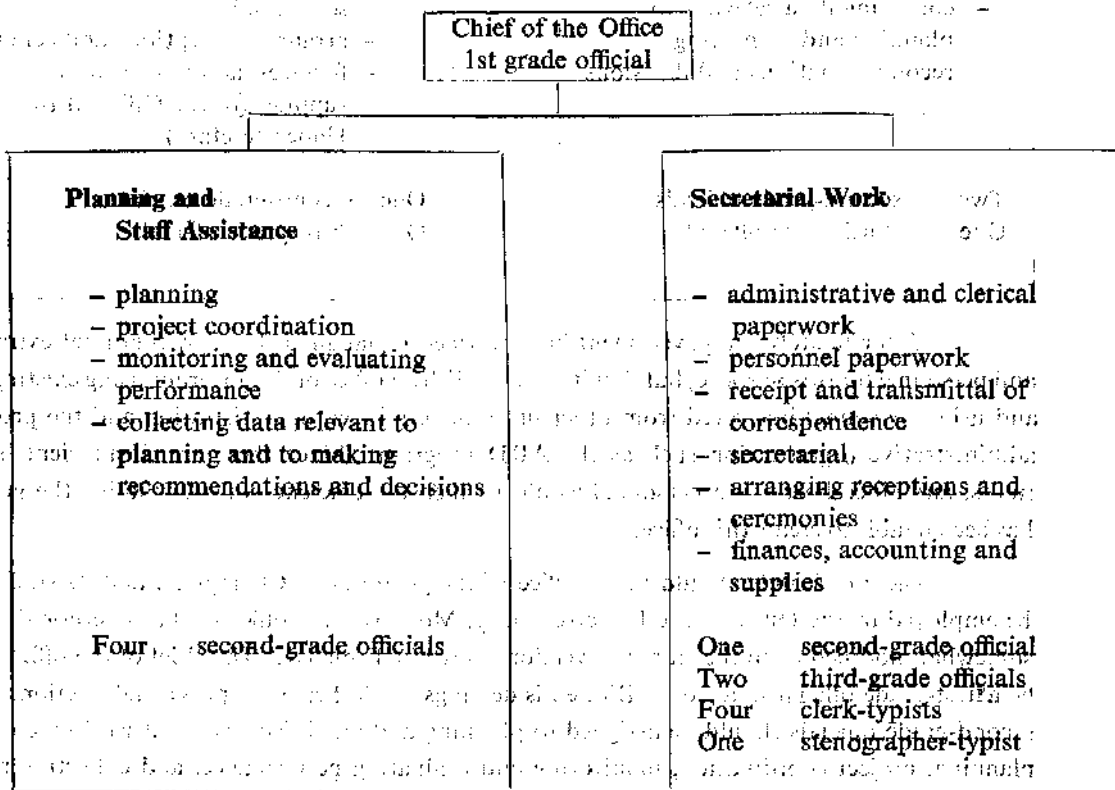 Chief of the Office
1st grade official
Planning and
Staff Assistance
– planning
– project coordination
– monitoring and evaluating
performance
– collecting data relevant to
planning and to making
recommendations and decisions
Four second-grade officials
Secretarial Work
– administrative and clerical
paperwork
– personnel paperwork
– receipt and transmittal of
correspondence
– secretarial
– arranging receptions and
ceremonies
– finances, accounting and
supplies
One second-grade official
Two third-grade officials
Four clerk-typists
One stenographer-typist